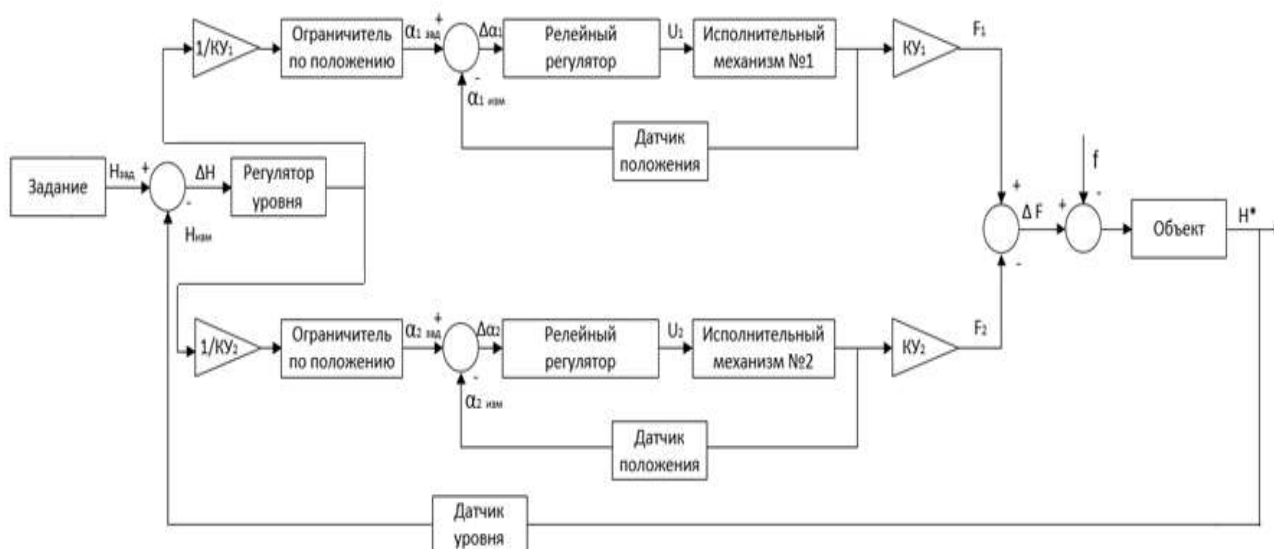 1/КУ₁
Ограничитель
по положению
α₁ зад
+
-
Δα₁
Релейный
регулятор
U₁
Исполнительный
механизм №1
КУ₁
F₁
α₁ изм
Датчик
положения
Задание
Hзад
+
-
ΔH
Регулятор
уровня
Hизм
+
-
Δ F
f
+
-
Объект
H*
1/КУ₂
Ограничитель
по положению
α₂ зад
+
-
Δα₂
Релейный
регулятор
U₂
Исполнительный
механизм №2
КУ₂
F₂
α₂ изм
Датчик
положения
Датчик
уровня